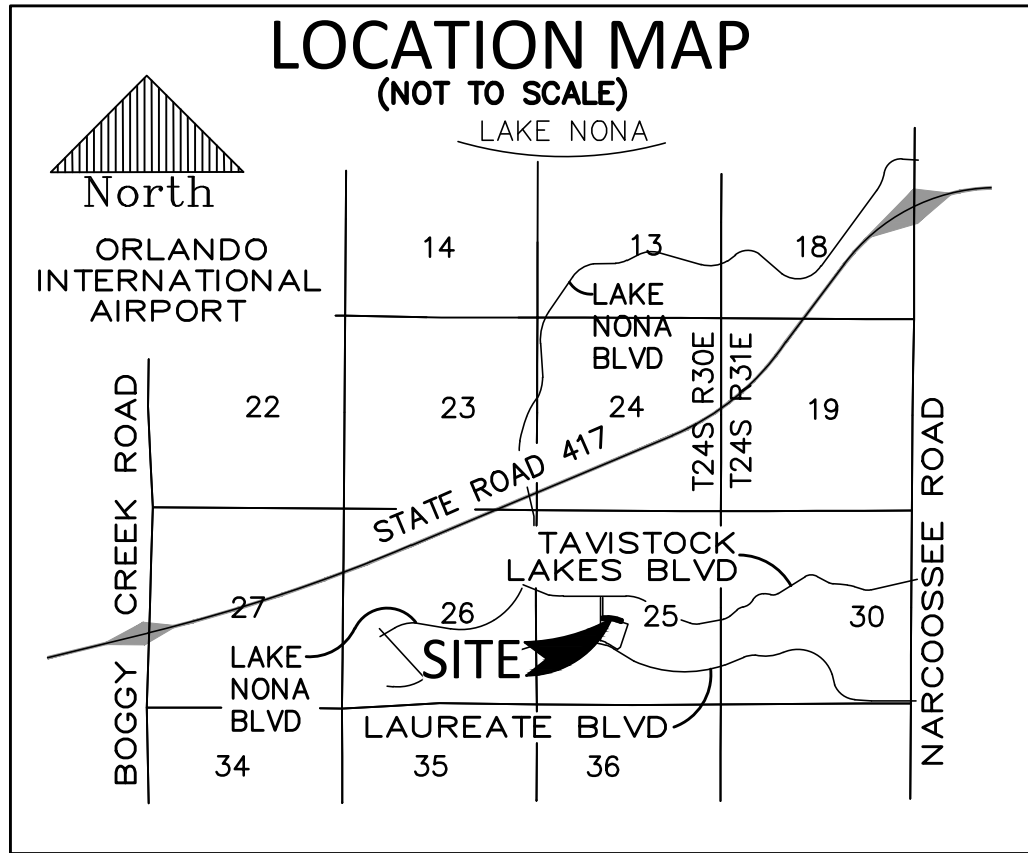 LOCATION MAP
(NOT TO SCALE)
LAKE NONA
North
ORLANDO
INTERNATIONAL
AIRPORT
14
13
18
LAKE
NONA
BLVD
T24S R30E
T24S R31E
22
23
24
19
STATE ROAD 417
BOGGY CREEK ROAD
NARCOOSSEE ROAD
TAVISTOCK
LAKES BLVD
27
26
25
30
SITE
LAKE
NONA
BLVD
LAUREATE BLVD
34
35
36